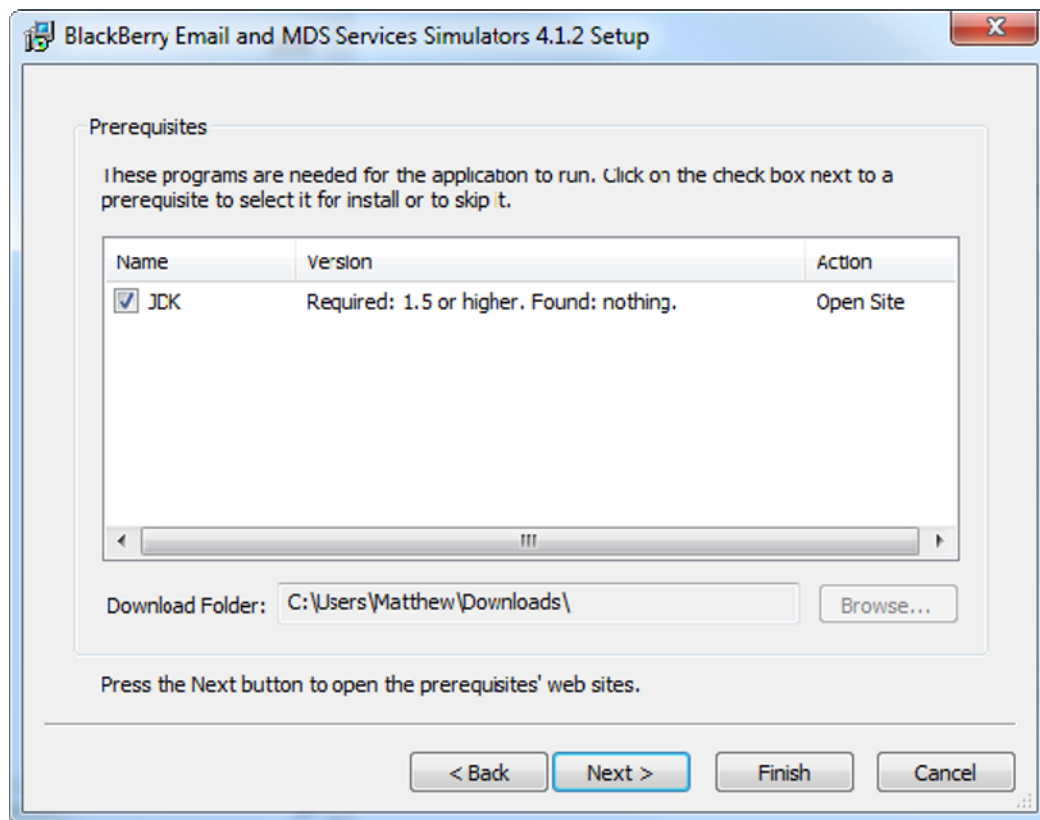 BlackBerry Email and MDS Services Simulators 4.1.2 Setup
Prerequisites
These programs are needed for the application to run. Click on the check box next to a
prerequisite to select it for install or to skip it.
Name Version Action
JDK Required: 1.5 or higher. Found: nothing. Open Site
Download Folder: C:\Users\Matthew\Downloads\ Browse...
Press the Next button to open the prerequisites' web sites.
< Back Next > Finish Cancel